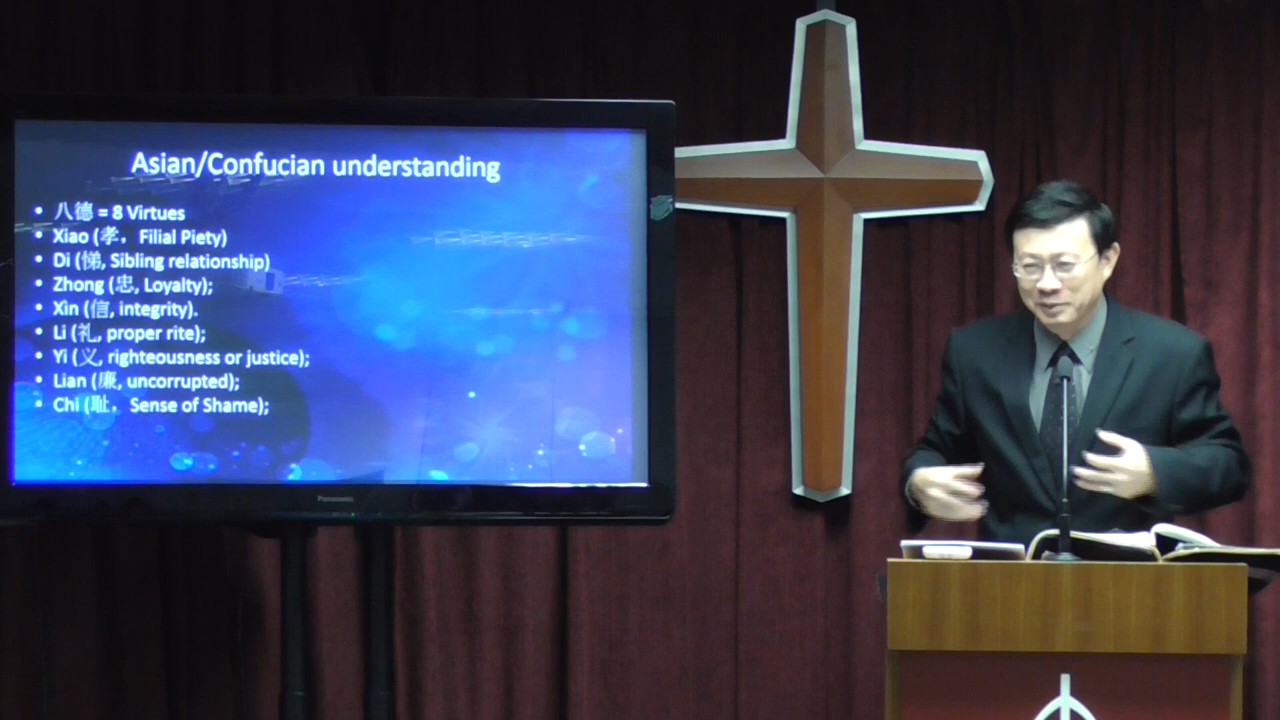 Asian/Confucian understanding
• 八德 = 8 Virtues
• Xiao (孝，Filial Piety)
• Di (悌, Sibling relationship)
• Zhong (忠, Loyalty);
• Xin (信, integrity).
• Li (礼, proper rite);
• Yi (义, righteousness or justice);
• Lian (廉, uncorrupted);
• Chi (耻，Sense of Shame);
Panasonic